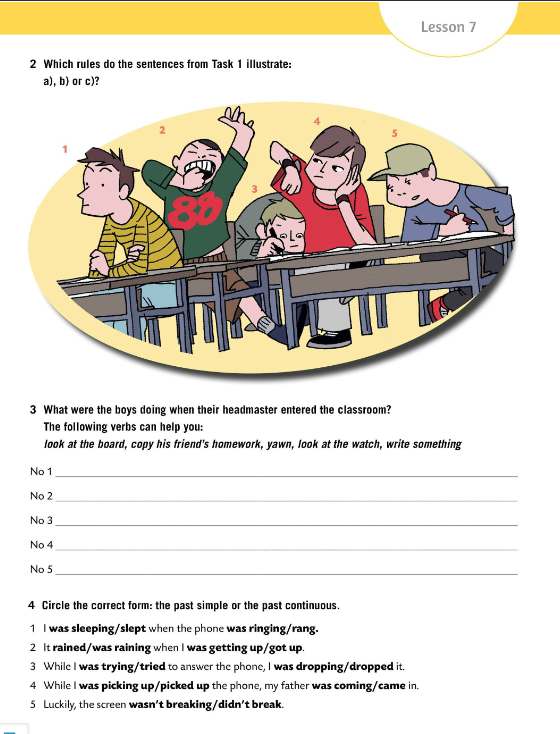 Lesson 7
2 Which rules do the sentences from Task 1 illustrate:
a), b) or c)?
1
2
3
4
5
88
3 What were the boys doing when their headmaster entered the classroom?
The following verbs can help you:
look at the board, copy his friend's homework, yawn, look at the watch, write something
No 1
No 2
No 3
No 4
No 5
4 Circle the correct form: the past simple or the past continuous.
1 I was sleeping/slept when the phone was ringing/rang.
2 It rained/was raining when I was getting up/got up.
3 While I was trying/tried to answer the phone, I was dropping/dropped it.
4 While I was picking up/picked up the phone, my father was coming/came in.
5 Luckily, the screen wasn't breaking/didn't break.